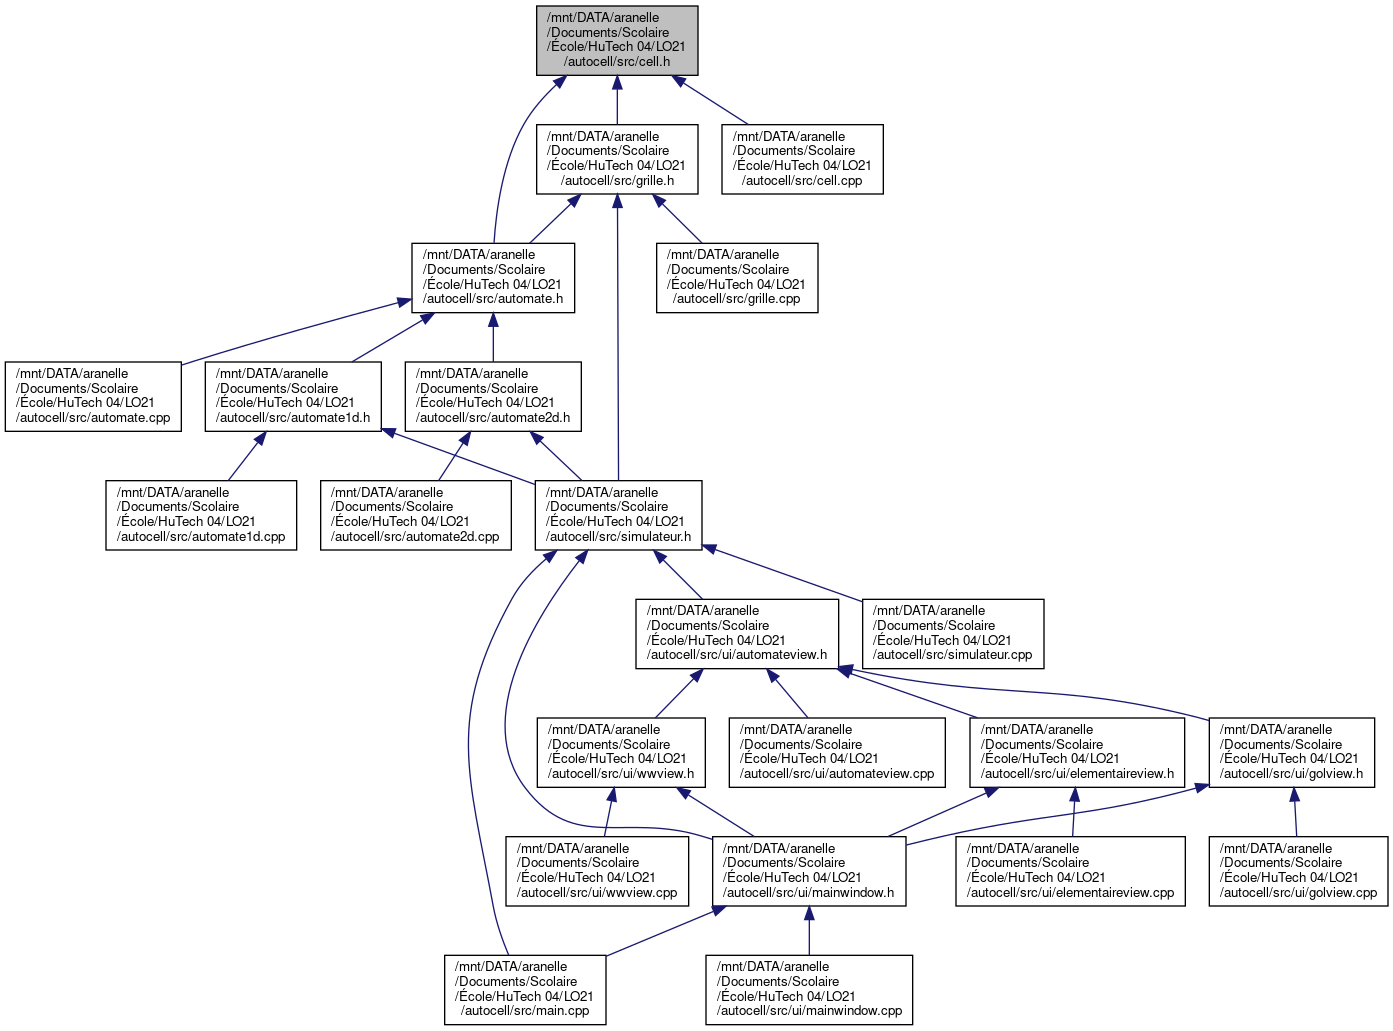 /mnt/DATA/aranelle
/Documents/Scolaire
/École/HuTech 04/LO21
/autocell/src/cell.h
/mnt/DATA/aranelle
/Documents/Scolaire
/École/HuTech 04/LO21
/autocell/src/grille.h
/mnt/DATA/aranelle
/Documents/Scolaire
/École/HuTech 04/LO21
/autocell/src/cell.cpp
/mnt/DATA/aranelle
/Documents/Scolaire
/École/HuTech 04/LO21
/autocell/src/automate.h
/mnt/DATA/aranelle
/Documents/Scolaire
/École/HuTech 04/LO21
/autocell/src/grille.cpp
/mnt/DATA/aranelle
/Documents/Scolaire
/École/HuTech 04/LO21
/autocell/src/automate.cpp
/mnt/DATA/aranelle
/Documents/Scolaire
/École/HuTech 04/LO21
/autocell/src/automate1d.h
/mnt/DATA/aranelle
/Documents/Scolaire
/École/HuTech 04/LO21
/autocell/src/automate2d.h
/mnt/DATA/aranelle
/Documents/Scolaire
/École/HuTech 04/LO21
/autocell/src/automate1d.cpp
/mnt/DATA/aranelle
/Documents/Scolaire
/École/HuTech 04/LO21
/autocell/src/automate2d.cpp
/mnt/DATA/aranelle
/Documents/Scolaire
/École/HuTech 04/LO21
/autocell/src/simulateur.h
/mnt/DATA/aranelle
/Documents/Scolaire
/École/HuTech 04/LO21
/autocell/src/ui/automateview.h
/mnt/DATA/aranelle
/Documents/Scolaire
/École/HuTech 04/LO21
/autocell/src/simulateur.cpp
/mnt/DATA/aranelle
/Documents/Scolaire
/École/HuTech 04/LO21
/autocell/src/ui/wwview.h
/mnt/DATA/aranelle
/Documents/Scolaire
/École/HuTech 04/LO21
/autocell/src/ui/automateview.cpp
/mnt/DATA/aranelle
/Documents/Scolaire
/École/HuTech 04/LO21
/autocell/src/ui/elementaireview.h
/mnt/DATA/aranelle
/Documents/Scolaire
/École/HuTech 04/LO21
/autocell/src/ui/golview.h
/mnt/DATA/aranelle
/Documents/Scolaire
/École/HuTech 04/LO21
/autocell/src/ui/wwview.cpp
/mnt/DATA/aranelle
/Documents/Scolaire
/École/HuTech 04/LO21
/autocell/src/ui/mainwindow.h
/mnt/DATA/aranelle
/Documents/Scolaire
/École/HuTech 04/LO21
/autocell/src/ui/elementaireview.cpp
/mnt/DATA/aranelle
/Documents/Scolaire
/École/HuTech 04/LO21
/autocell/src/ui/golview.cpp
/mnt/DATA/aranelle
/Documents/Scolaire
/École/HuTech 04/LO21
/autocell/src/main.cpp
/mnt/DATA/aranelle
/Documents/Scolaire
/École/HuTech 04/LO21
/autocell/src/ui/mainwindow.cpp